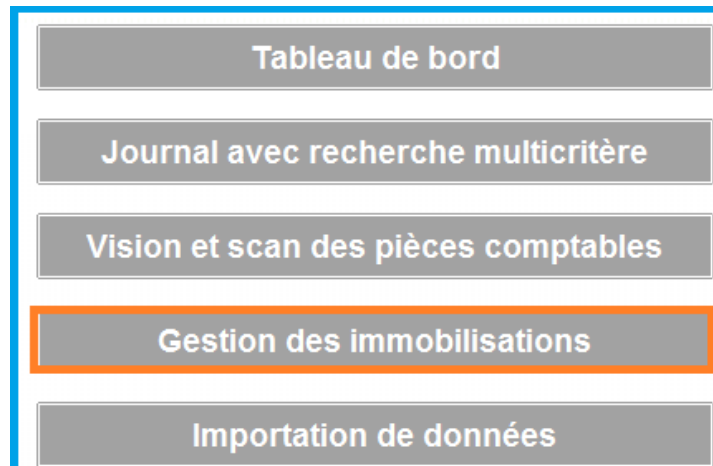 Tableau de bord
Journal avec recherche multicritère
Vision et scan des pièces comptables
Gestion des immobilisations
Importation de données